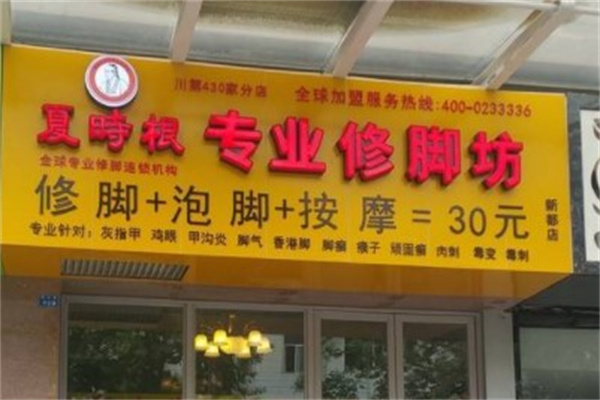 川第430家分店 全球加盟服务热线:400-0233336
夏時根 专业修脚坊
全球专业修脚连锁机构
修脚+泡脚+按摩=30元 新都店
专业针对:灰指甲 鸡眼 甲沟炎 脚气 香港脚 脚癣 瘊子 顽固癣 肉刺 毒变 毒刺